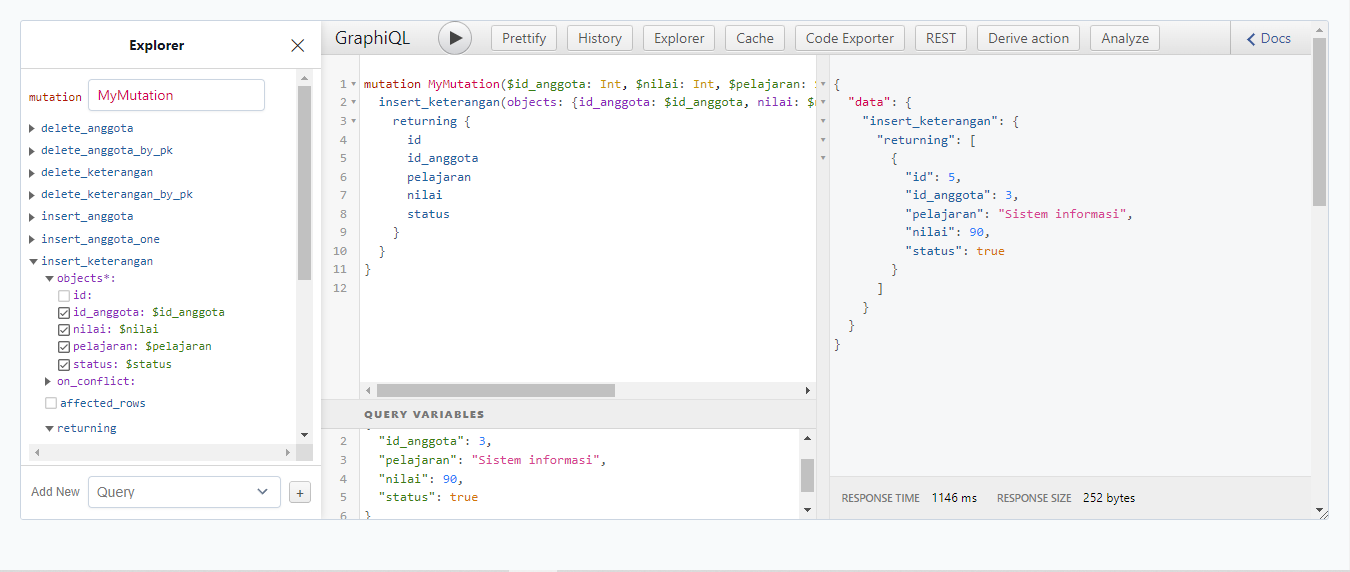 Explorer
mutation MyMutation
delete_anggota
delete_anggota_by_pk
delete_keterangan
delete_keterangan_by_pk
insert_anggota
insert_anggota_one
insert_keterangan
objects*:
id:
id_anggota: $id_anggota
nilai: $nilai
pelajaran: $pelajaran
status: $status
on_conflict:
affected_rows
returning
Add New Query +
GraphiQL Prettify History Explorer Cache Code Exporter REST Derive action Analyze Docs
1 mutation MyMutation($id_anggota: Int, $nilai: Int, $pelajaran:
2 insert_keterangan(objects: {id_anggota: $id_anggota, nilai:
3 returning {
4 id
5 id_anggota
6 pelajaran
7 nilai
8 status
9 }
10 }
11 }
12
QUERY VARIABLES
2 "id_anggota": 3,
3 "pelajaran": "Sistem informasi",
4 "nilai": 90,
5 "status": true
6 }
{
"data": {
"insert_keterangan": {
"returning": [
{
"id": 5,
"id_anggota": 3,
"pelajaran": "Sistem informasi",
"nilai": 90,
"status": true
}
]
}
}
}
RESPONSE TIME 1146 ms RESPONSE SIZE 252 bytes